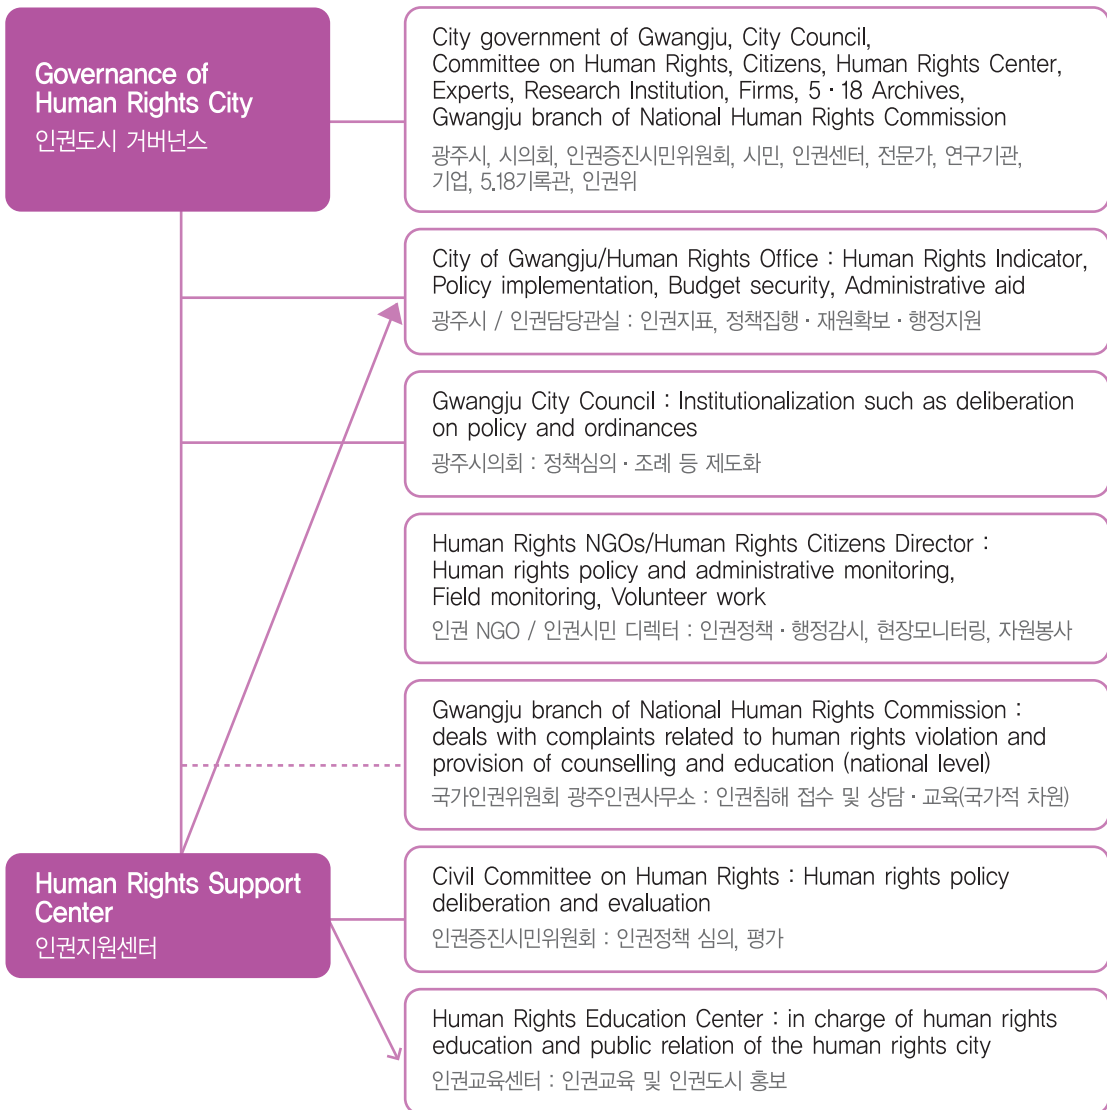 Governance of
Human Rights City
인권도시 거버넌스
City government of Gwangju, City Council,
Committee on Human Rights, Citizens, Human Rights Center,
Experts, Research Institution, Firms, 5 · 18 Archives,
Gwangju branch of National Human Rights Commission
광주시, 시의회, 인권증진시민위원회, 시민, 인권센터, 전문가, 연구기관,
기업, 5.18기록관, 인권위
City of Gwangju/Human Rights Office : Human Rights Indicator,
Policy implementation, Budget security, Administrative aid
광주시 / 인권담당관실 : 인권지표, 정책집행 · 재원확보 · 행정지원
Gwangju City Council : Institutionalization such as deliberation
on policy and ordinances
광주시의회 : 정책심의 · 조례 등 제도화
Human Rights NGOs/Human Rights Citizens Director :
Human rights policy and administrative monitoring,
Field monitoring, Volunteer work
인권 NGO / 인권시민 디렉터 : 인권정책 · 행정감시, 현장모니터링, 자원봉사
Gwangju branch of National Human Rights Commission :
deals with complaints related to human rights violation and
provision of counselling and education (national level)
국가인권위원회 광주인권사무소 : 인권침해 접수 및 상담 · 교육(국가적 차원)
Human Rights Support
Center
인권지원센터
Civil Committee on Human Rights : Human rights policy
deliberation and evaluation
인권증진시민위원회 : 인권정책 심의, 평가
Human Rights Education Center : in charge of human rights
education and public relation of the human rights city
인권교육센터 : 인권교육 및 인권도시 홍보